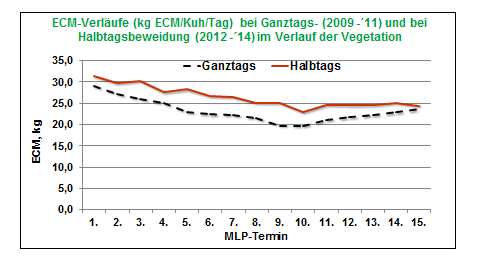 ECM-Verläufe (kg ECM/Kuh/Tag) bei Ganztags- (2009 -´11) und bei
Halbtagsbeweidung (2012 -´14) im Verlauf der Vegetation
Ganztags Halbtags
35,0
30,0
25,0
20,0
15,0
10,0
5,0
0,0
ECM, kg
1. 2. 3. 4. 5. 6. 7. 8. 9. 10. 11. 12. 13. 14. 15.
MLP-Termin